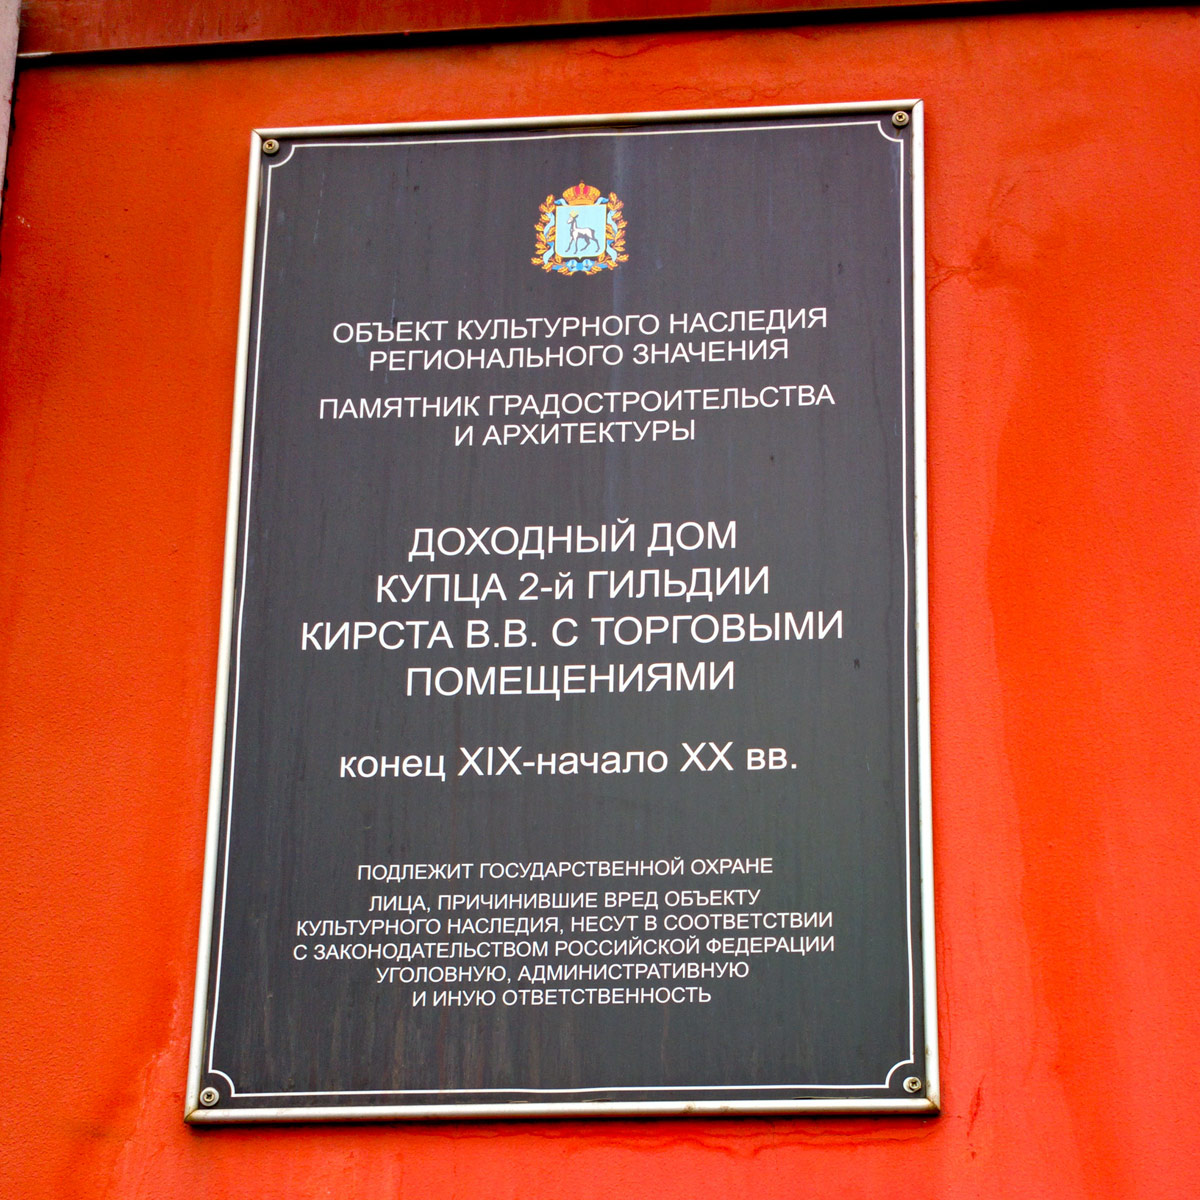 ОБЪЕКТ КУЛЬТУРНОГО НАСЛЕДИЯ
РЕГИОНАЛЬНОГО ЗНАЧЕНИЯ
ПАМЯТНИК ГРАДОСТРОИТЕЛЬСТВА
И АРХИТЕКТУРЫ
ДОХОДНЫЙ ДОМ
КУПЦА 2-й ГИЛЬДИИ
КИРСТА В.В. С ТОРГОВЫМИ
ПОМЕЩЕНИЯМИ
конец XIX-начало XX вв.
ПОДЛЕЖИТ ГОСУДАРСТВЕННОЙ ОХРАНЕ
ЛИЦА, ПРИЧИНИВШИЕ ВРЕД ОБЪЕКТУ
КУЛЬТУРНОГО НАСЛЕДИЯ, НЕСУТ В СООТВЕТСТВИИ
С ЗАКОНОДАТЕЛЬСТВОМ РОССИЙСКОЙ ФЕДЕРАЦИИ
УГОЛОВНУЮ, АДМИНИСТРАТИВНУЮ
И ИНУЮ ОТВЕТСТВЕННОСТЬ